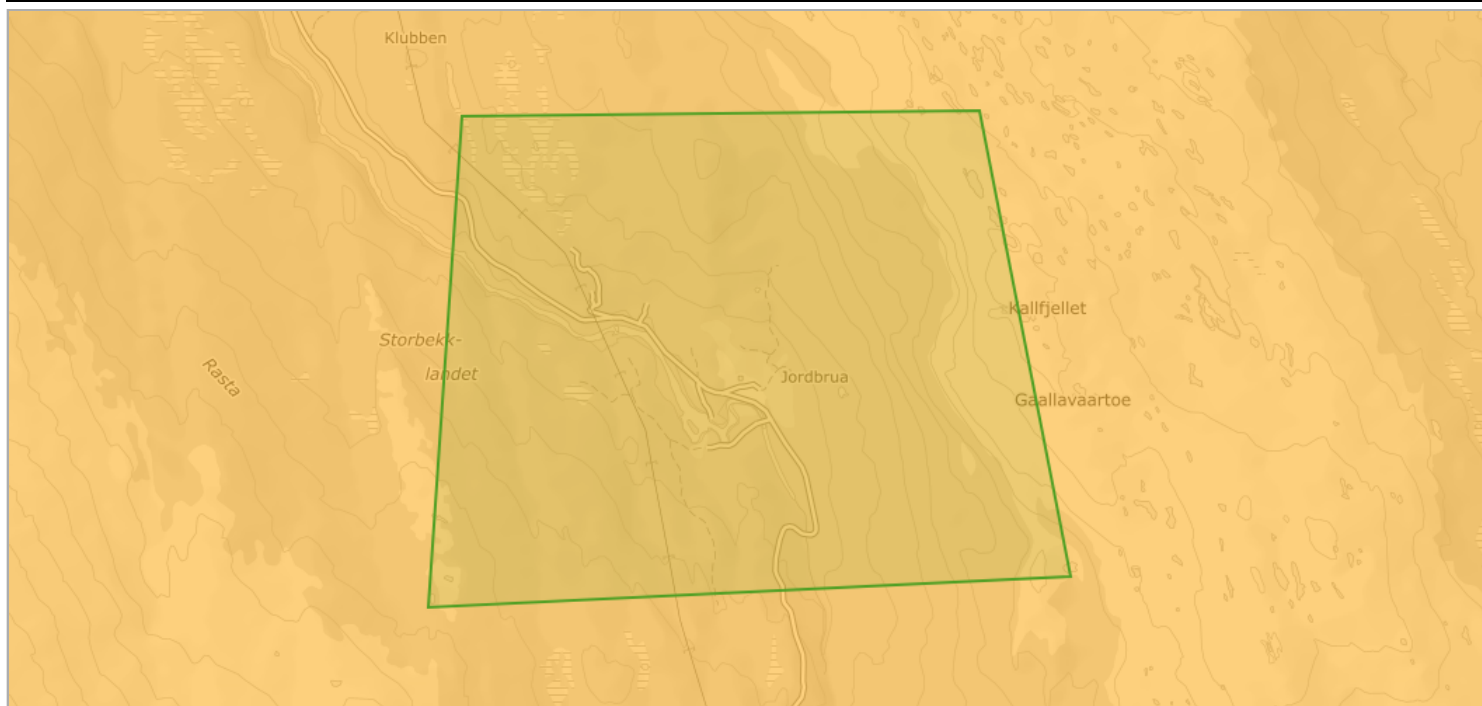 Klubben
Kallfjellet
Storbekk-
landet
Rasta
Jordbrua
Gaallavaartoe